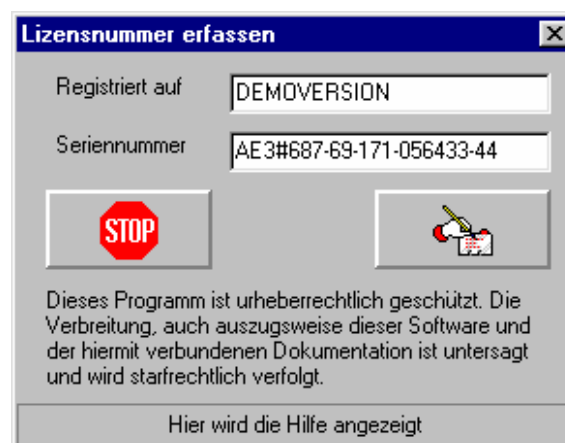 Lizensnummer erfassen
Registriert auf DEMOVERSION
Seriennummer AE3#687-69-171-056433-44
STOP
Dieses Programm ist urheberrechtlich geschützt. Die
Verbreitung, auch auszugsweise dieser Software und
der hiermit verbundenen Dokumentation ist untersagt
und wird starfrechtlich verfolgt.
Hier wird die Hilfe angezeigt